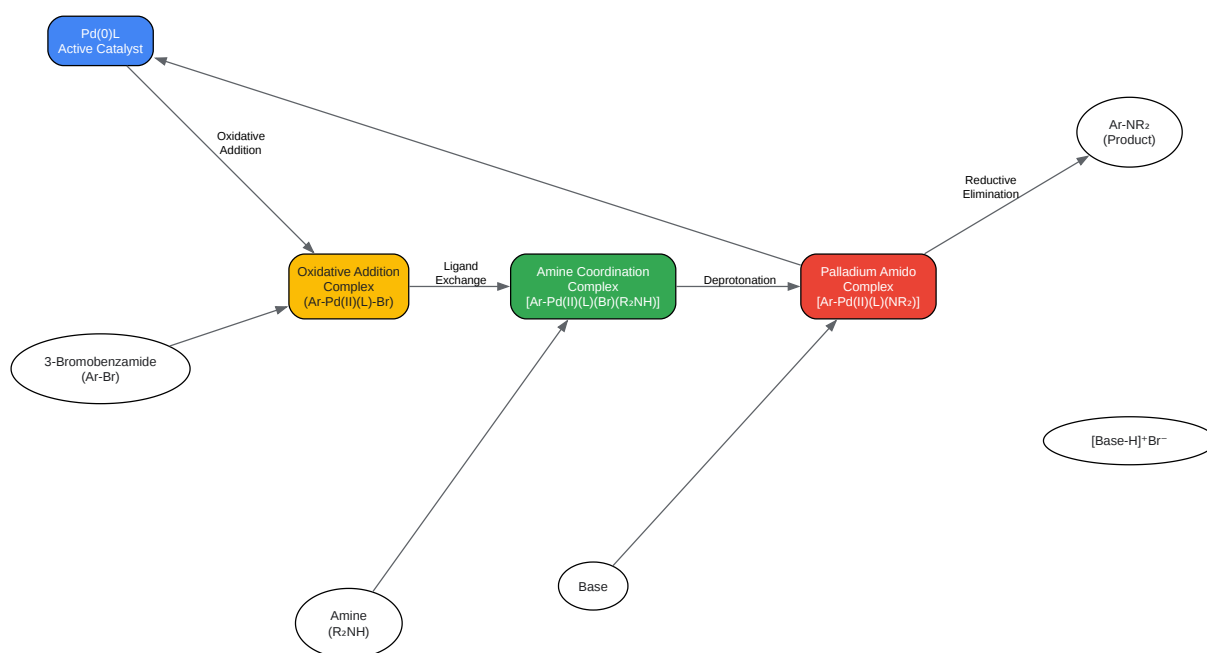 Pd(0)L
Active Catalyst
Oxidative
Addition
Ar-NR₂
(Product)
Reductive
Elimination
Oxidative Addition
Complex
(Ar-Pd(II)(L)-Br)
Ligand
Exchange
Amine Coordination
Complex
[Ar-Pd(II)(L)(Br)(R₂NH)]
Deprotonation
Palladium Amido
Complex
[Ar-Pd(II)(L)(NR₂)]
3-Bromobenzamide
(Ar-Br)
[Base-H]⁺Br⁻
Base
Amine
(R₂NH)